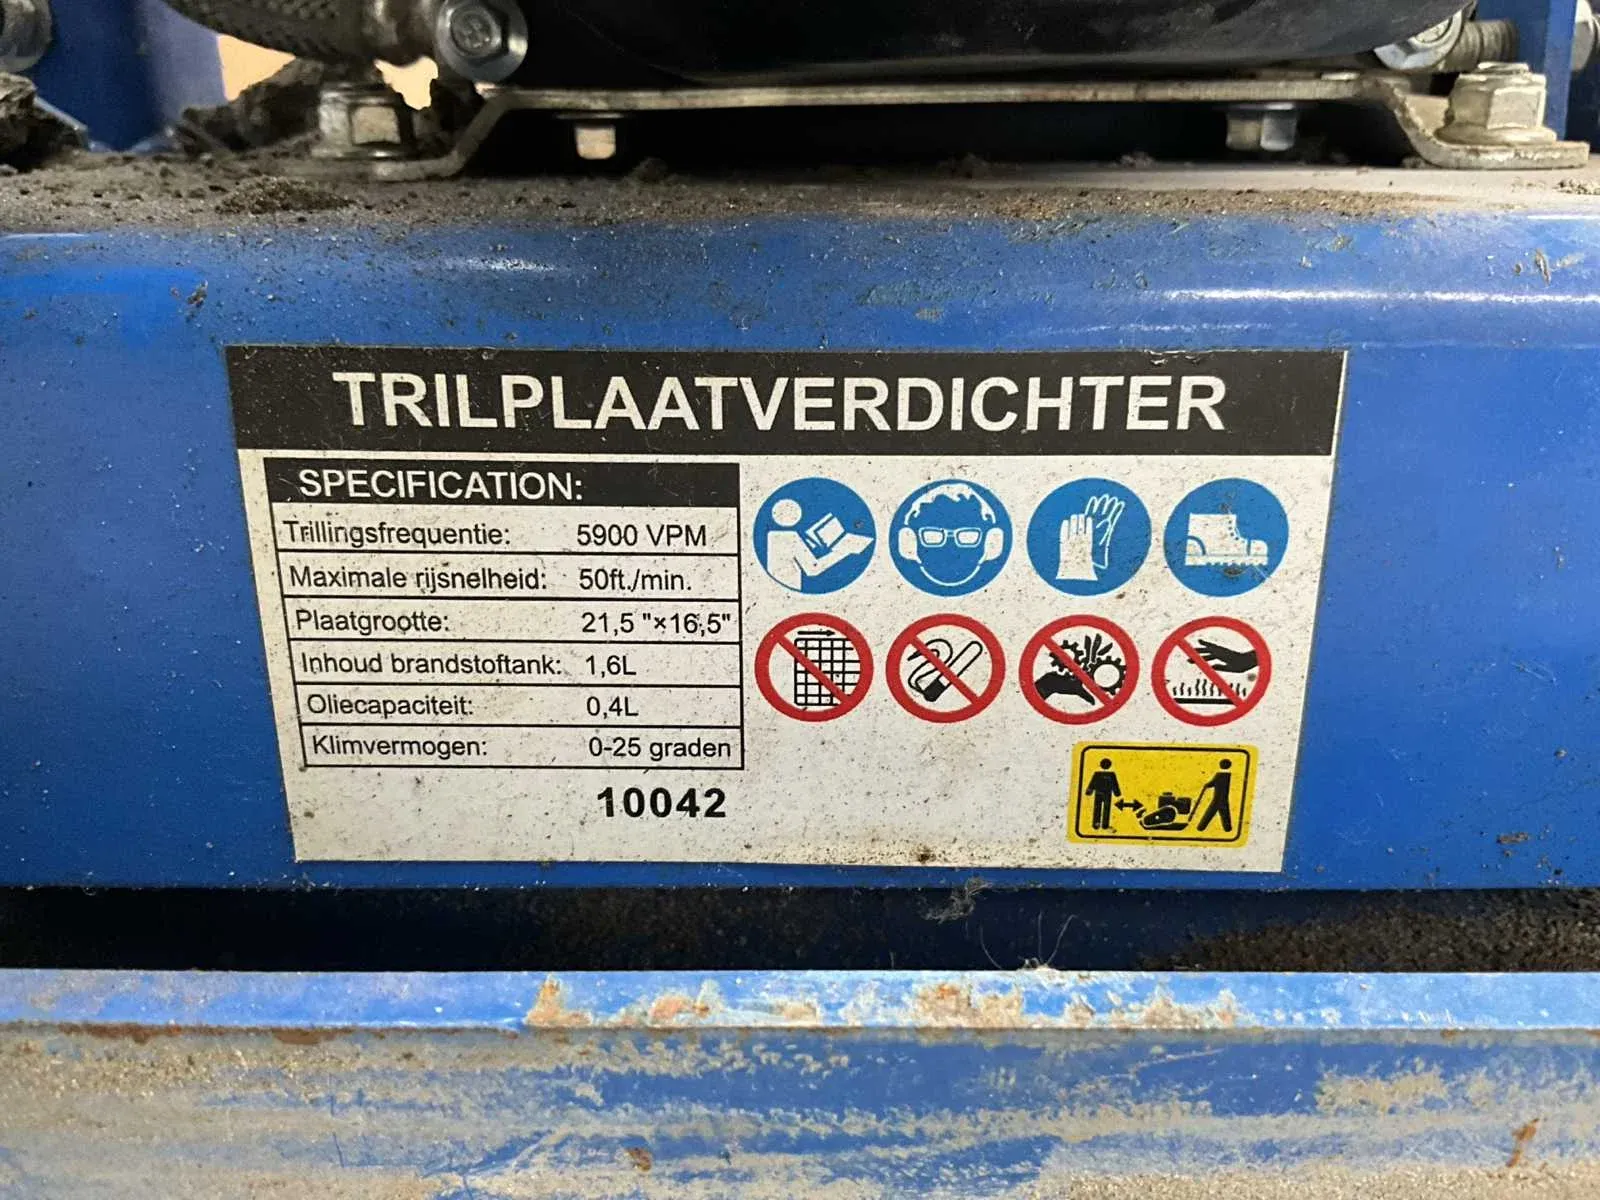 TRILPLAATVERDICHTER
SPECIFICATION:
Trillingsfrequentie: 5900 VPM
Maximale rijsnelheid: 50ft./min.
Plaatgrootte: 21,5 "×16,5"
Inhoud brandstoftank: 1,6L
Oliecapaciteit: 0,4L
Klimvermogen: 0-25 graden
10042